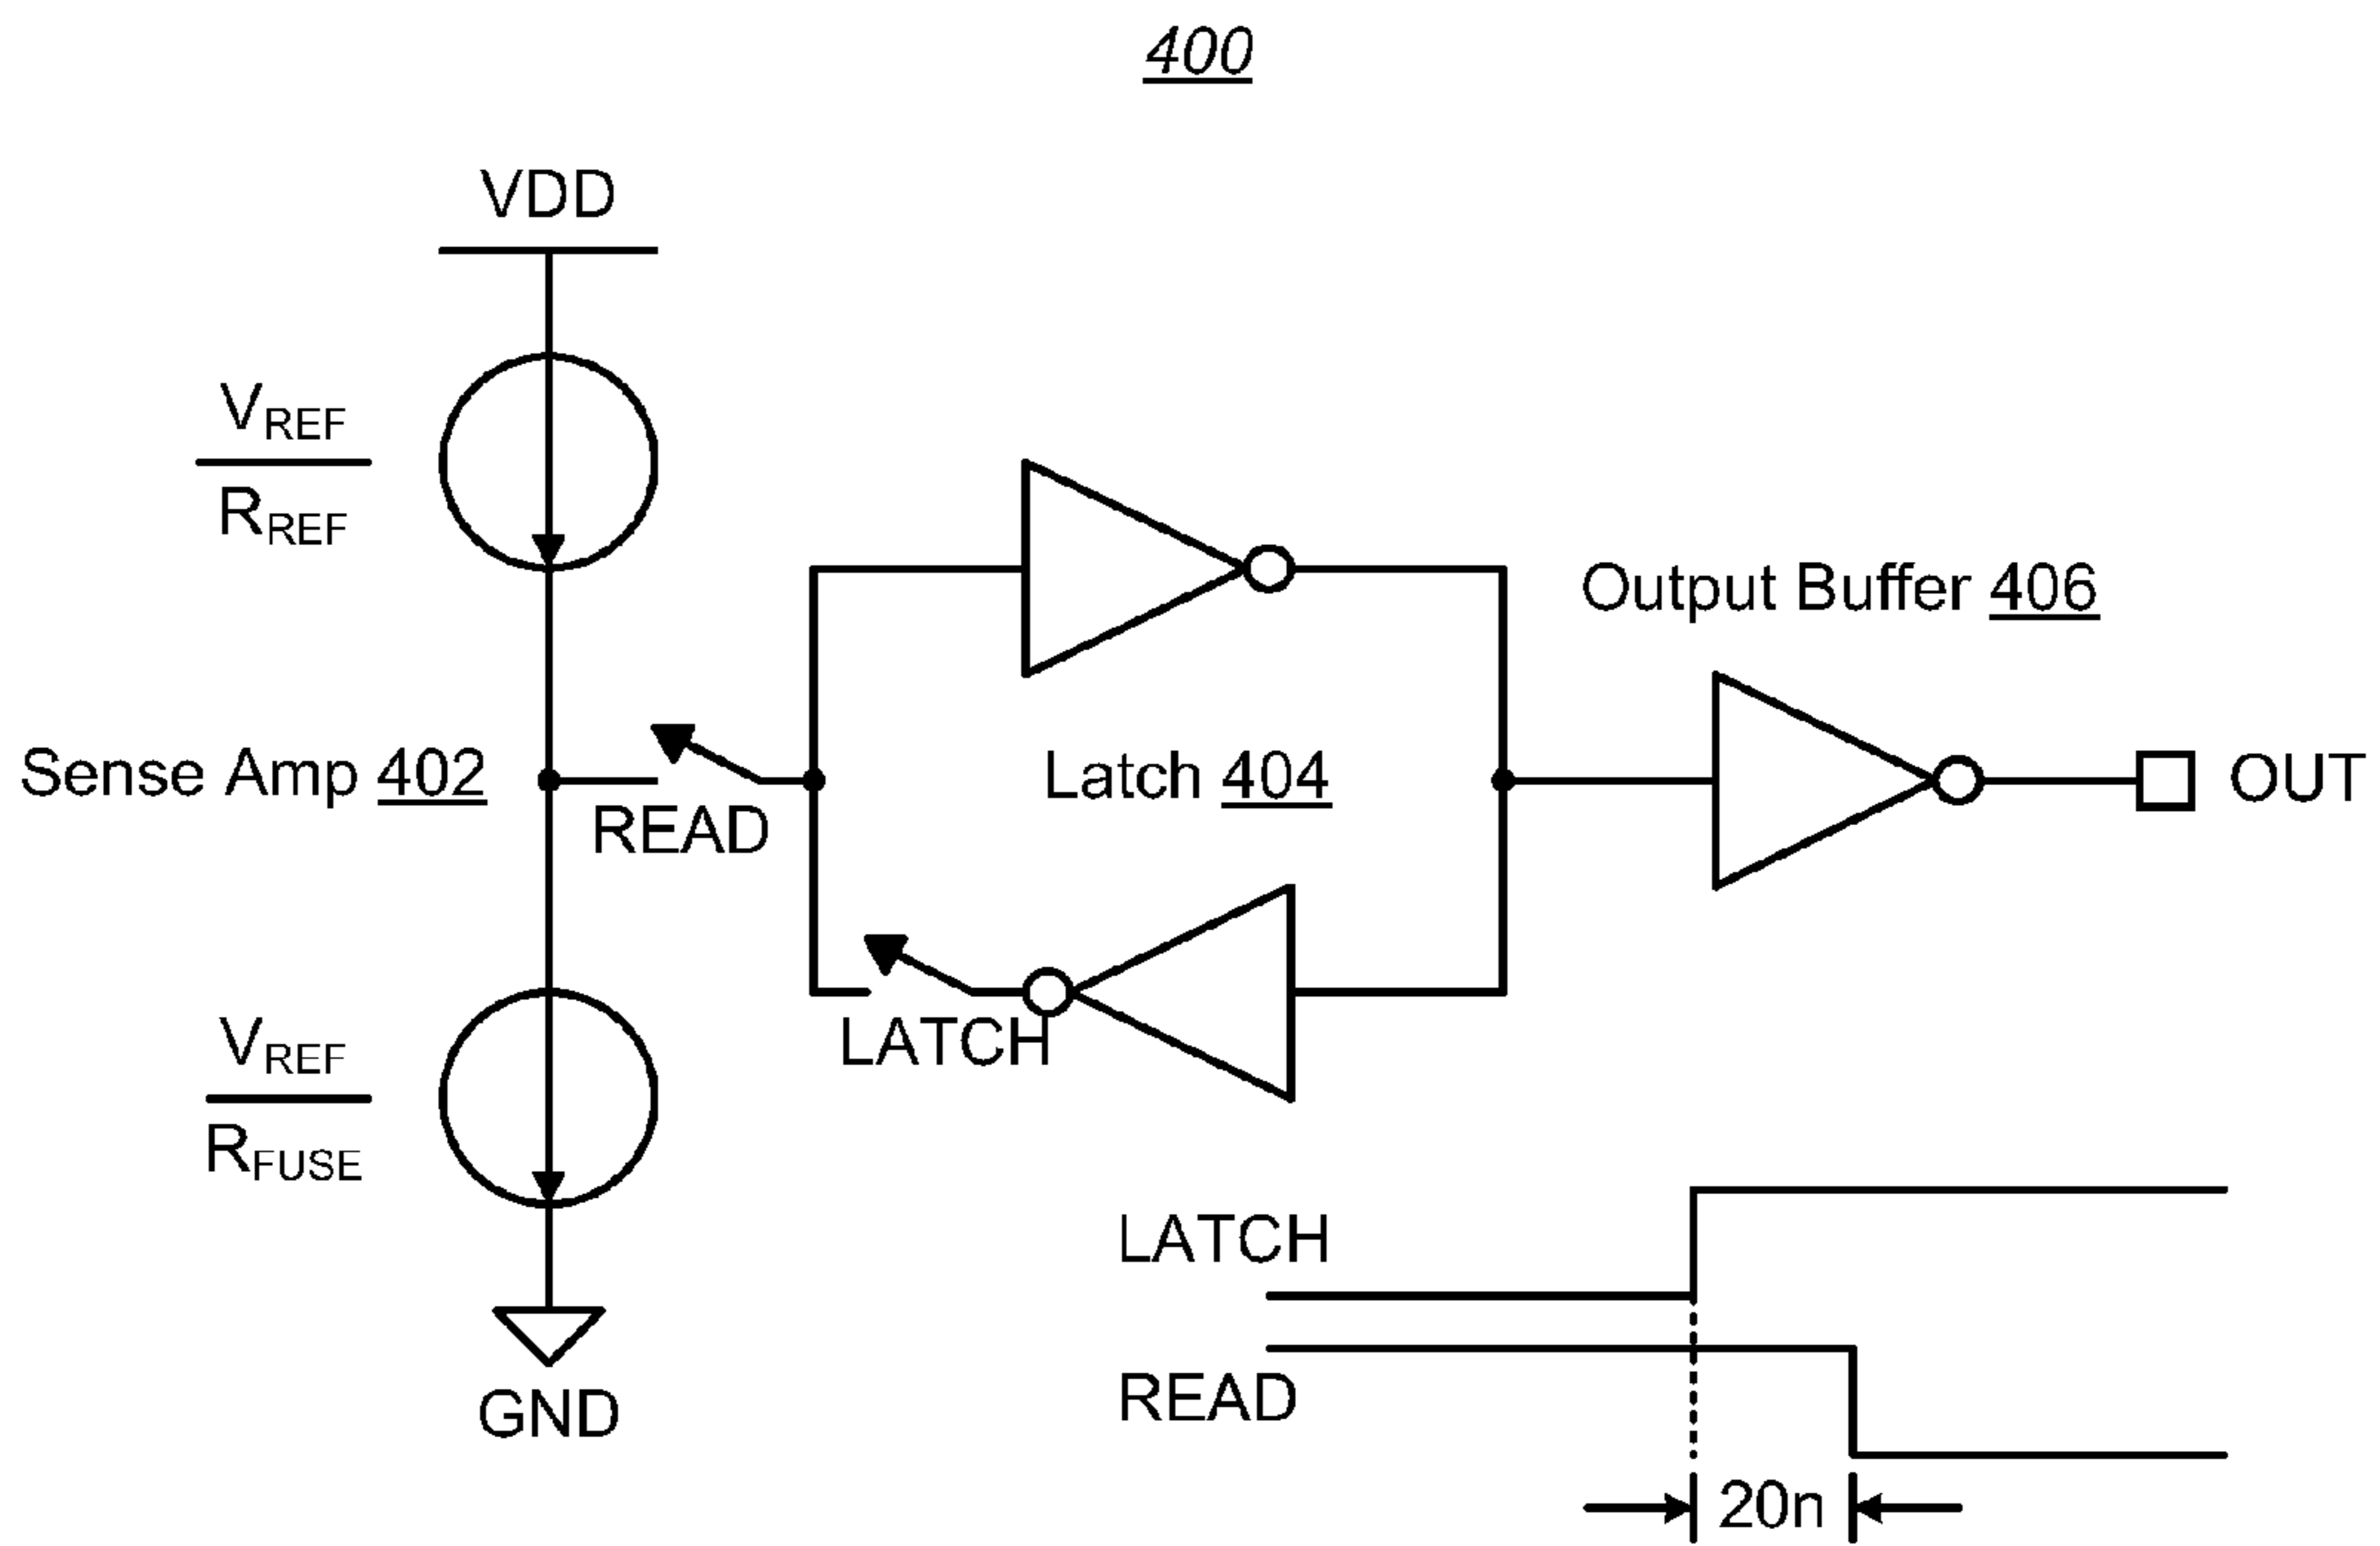 400
VDD
VREF
RREF
Output Buffer 406
Sense Amp 402
READ
Latch 404
OUT
LATCH
VREF
RFUSE
GND
LATCH
READ
20n